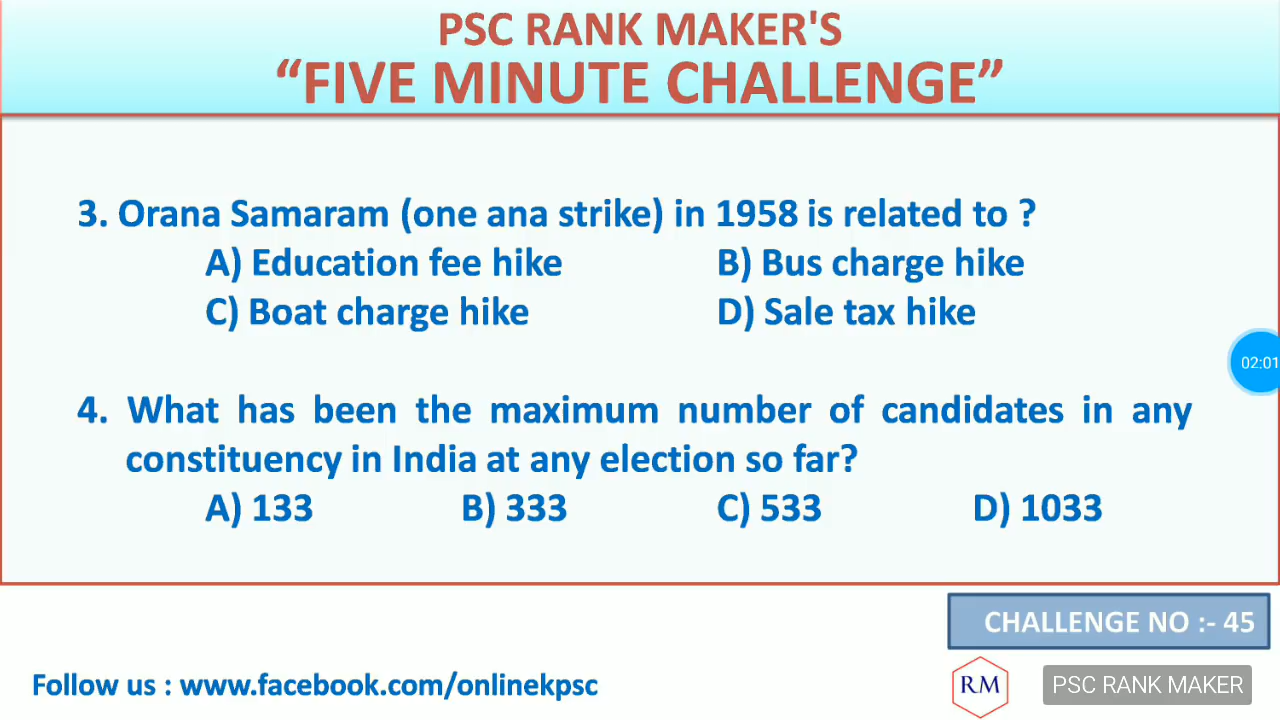 PSC RANK MAKER'S
“FIVE MINUTE CHALLENGE”
3. Orana Samaram (one ana strike) in 1958 is related to ?
A) Education fee hike B) Bus charge hike
C) Boat charge hike D) Sale tax hike
02:01
4. What has been the maximum number of candidates in any
constituency in India at any election so far?
A) 133 B) 333 C) 533 D) 1033
CHALLENGE NO :- 45
Follow us : www.facebook.com/onlinekpsc
RM
PSC RANK MAKER